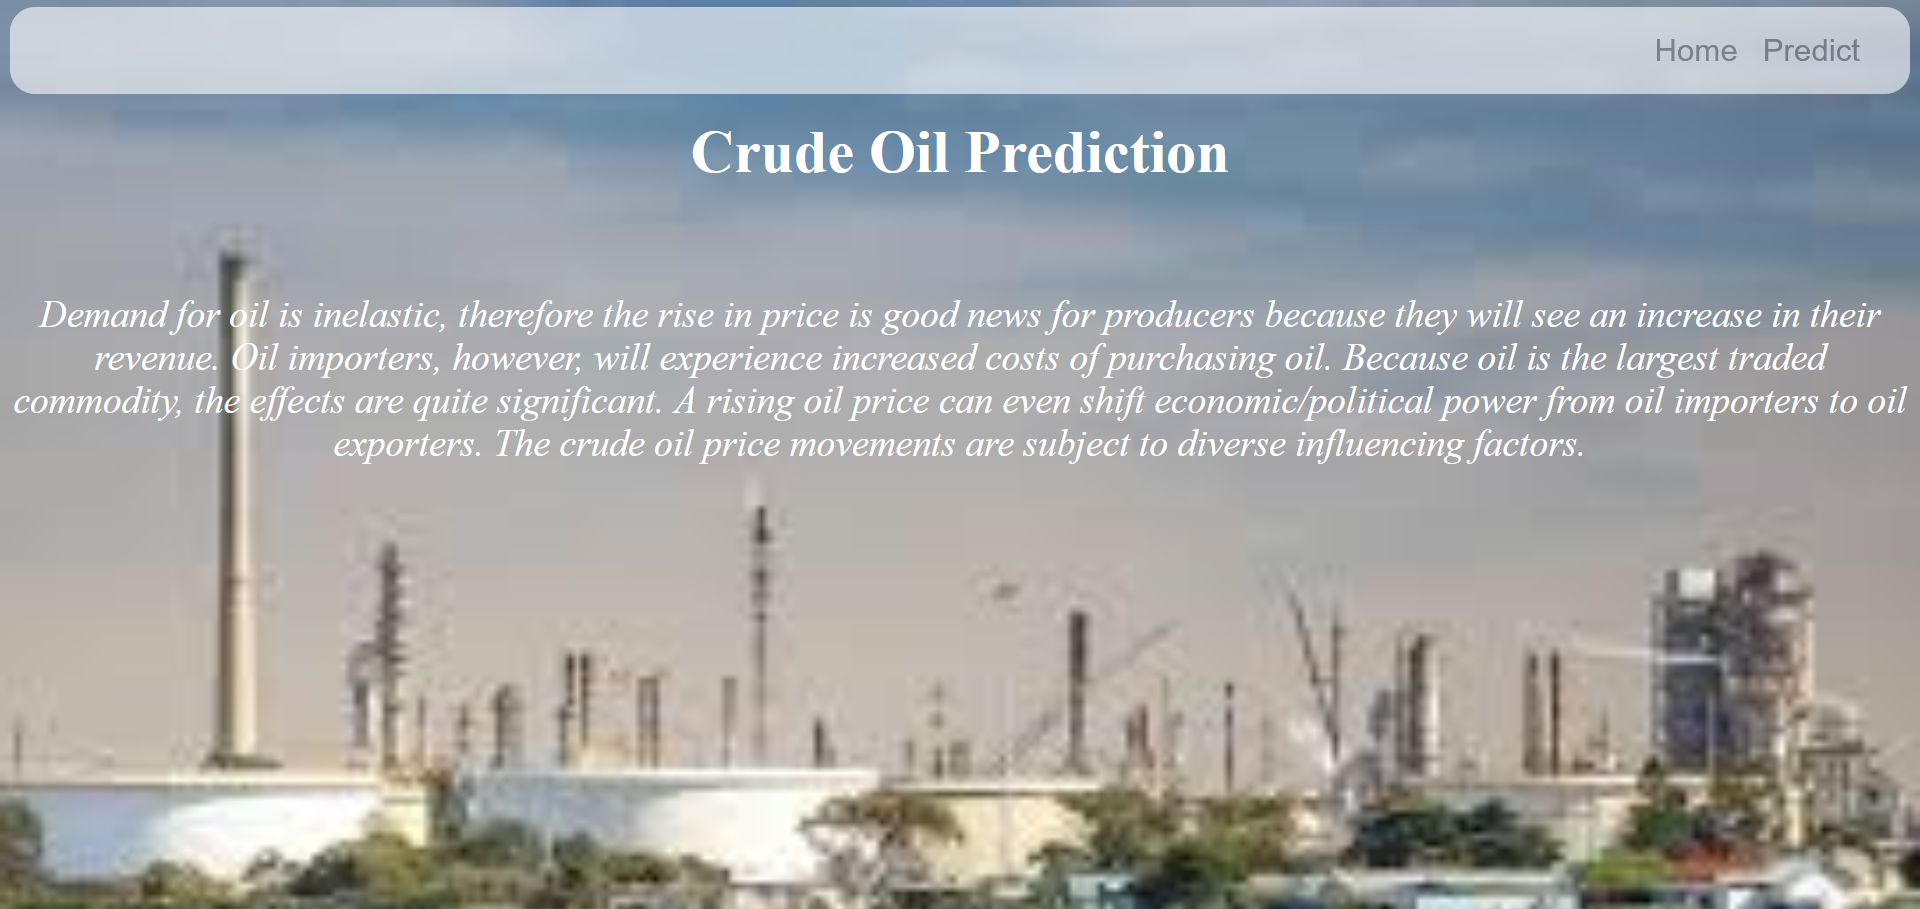 Home Predict
Crude Oil Prediction
Demand for oil is inelastic, therefore the rise in price is good news for producers because they will see an increase in their
revenue. Oil importers, however, will experience increased costs of purchasing oil. Because oil is the largest traded
commodity, the effects are quite significant. A rising oil price can even shift economic/political power from oil importers to oil
exporters. The crude oil price movements are subject to diverse influencing factors.